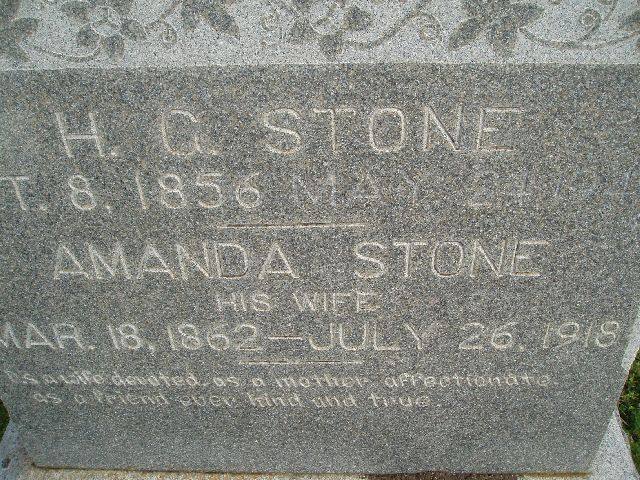 H. G. STONE
T. 8, 1856 MAY 24
AMANDA STONE
HIS WIFE
MAR. 18, 1862—JULY 26, 1918
As a wife devoted, as a mother affectionate
as a friend ever kind and true